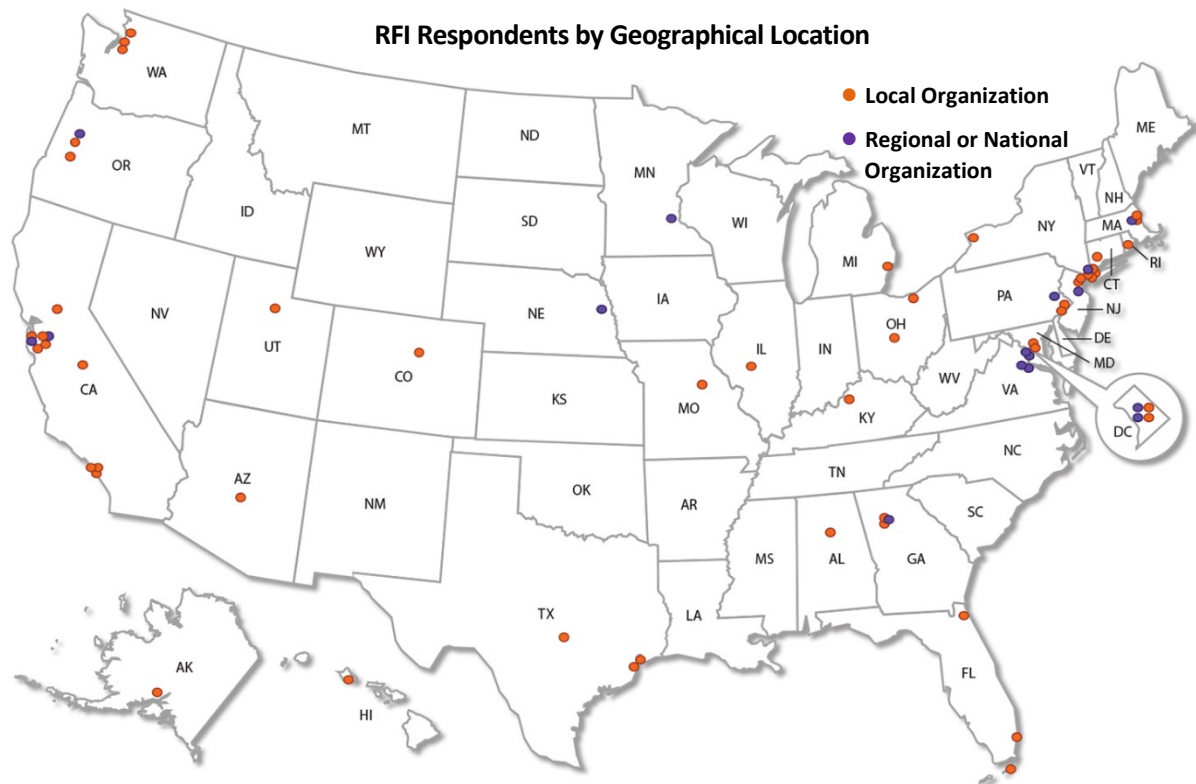 RFI Respondents by Geographical Location
Local Organization
Regional or National
Organization
WA
MT
ND
MN
ME
VT
NH
OR
ID
SD
WI
NY
MA
WY
MI
RI
CT
IA
PA
NE
NJ
NV
OH
UT
IL
IN
DE
MD
CO
WV
CA
KS
MO
VA
KY
DC
NC
TN
AZ
OK
NM
AR
SC
MS
AL
GA
TX
LA
AK
FL
HI